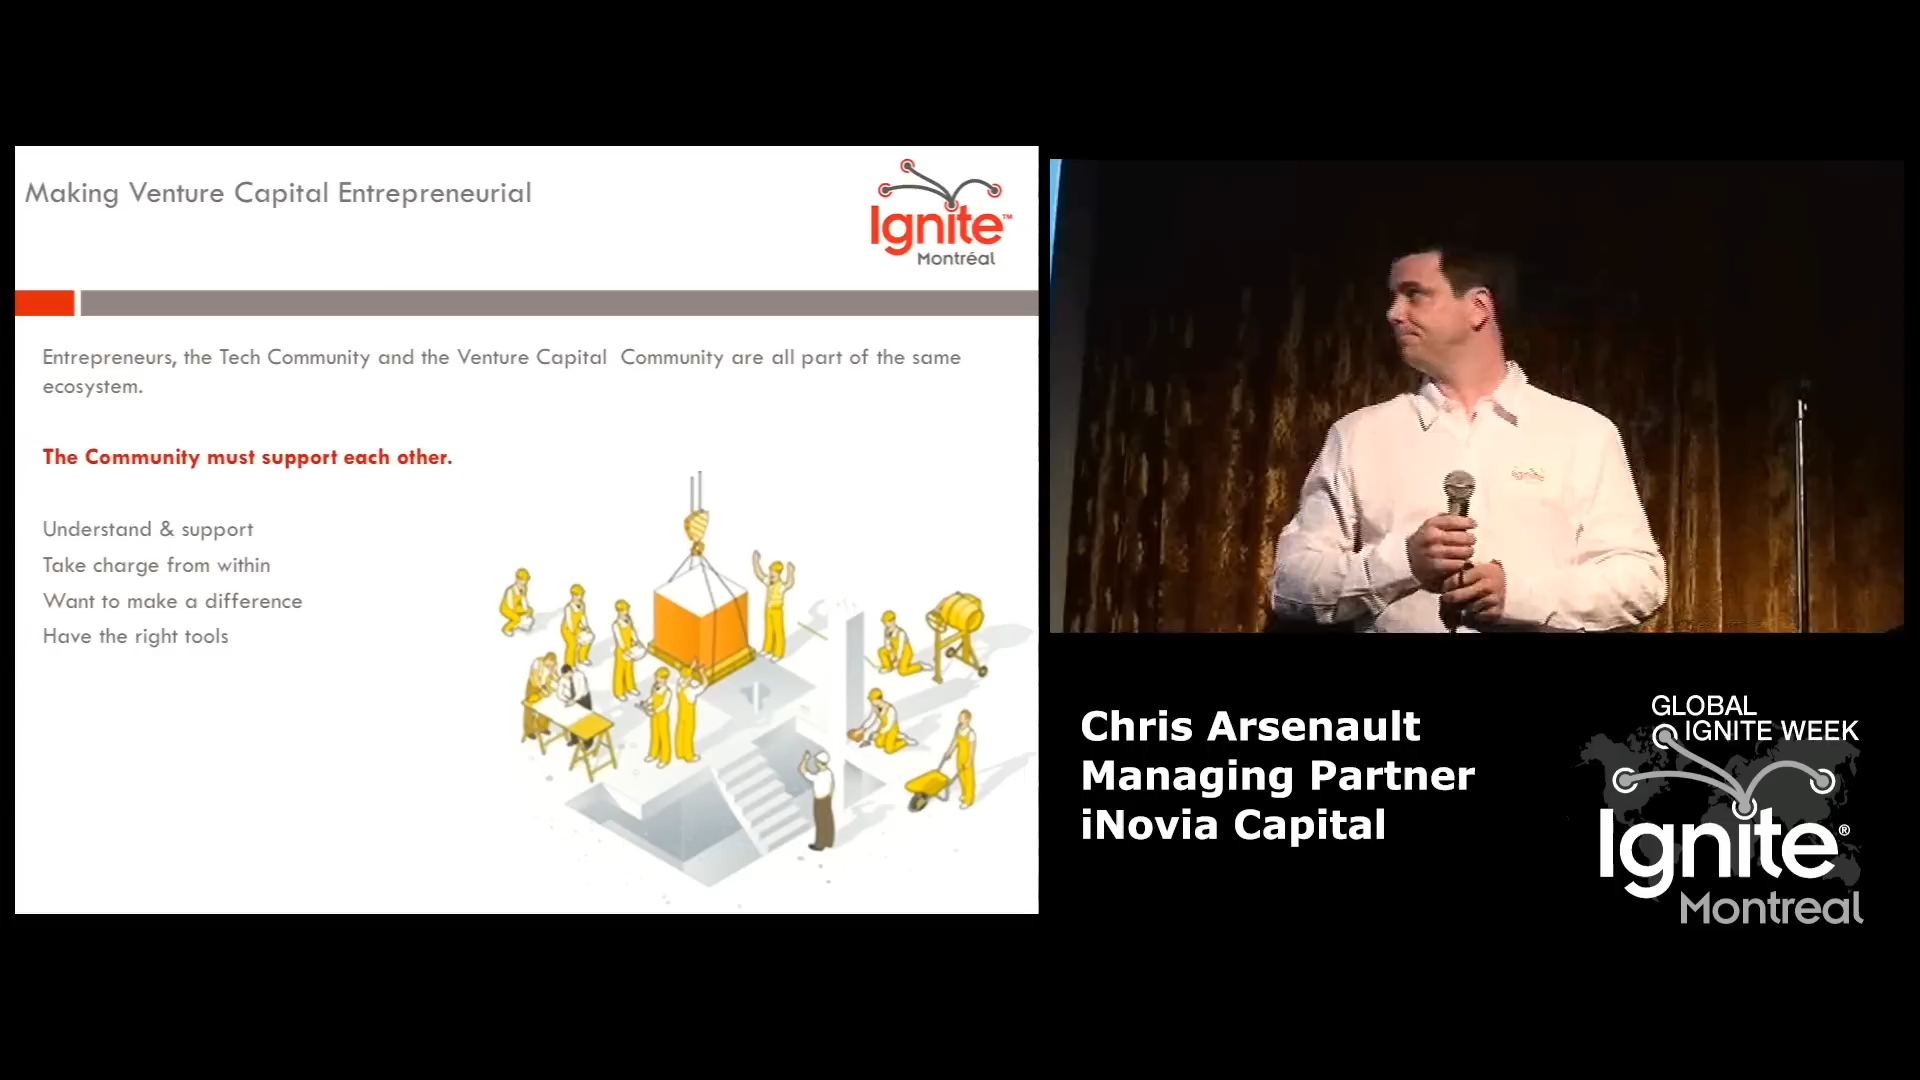 Making Venture Capital Entrepreneurial
Ignite™
Montréal
Entrepreneurs, the Tech Community and the Venture Capital Community are all part of the same
ecosystem.
The Community must support each other.
Understand & support
Take charge from within
Want to make a difference
Have the right tools
Ignite
Chris Arsenault
Managing Partner
iNovia Capital
GLOBAL
IGNITE WEEK
Ignite®
Montreal